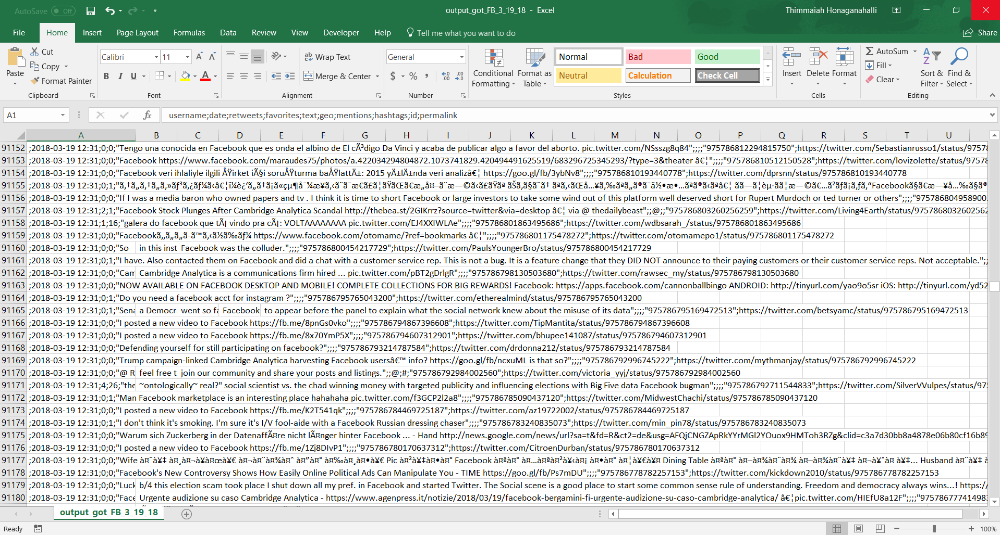 AutoSave Off
output_got_FB_3_19_18 - Excel
Thimmaiah Honaganahalli
File Home Insert Page Layout Formulas Data Review View Developer Help Tell me what you want to do Share
Paste Cut Copy Format Painter Clipboard
Calibri 11 B I U A Font
Wrap Text Merge & Center Alignment
General $ % Number
Conditional Formatting Format as Table
Normal Bad Good
Neutral Calculation Check Cell
Styles
Insert Delete Format Cells
AutoSum Fill Clear Sort & Filter Find & Select Editing
A1 fx username;date;retweets;favorites;text;geo;mentions;hashtags;id;permalink
A B C D E F G H I J K L M N O P Q R S T U
91152 ;2018-03-19 12:31;0;0;"Tengo una conocida en Facebook que es onda el albino de El cÃ³digo Da Vinci y acaba de publicar algo a favor del aborto. pic.twitter.com/NSsszg8q84";;;;"975786812294815750";https://twitter.com/Sebastianrusso1/status/9757
91153 ;2018-03-19 12:31;0;0;"Facebook https://www.facebook.com/maraudes75/photos/a.422034294804872.1073741829.420494491625519/683296725345293/?type=3&theater â€¦";;;;"975786810512150528";https://twitter.com/lovizolette/status/9757
91154 ;2018-03-19 12:31;0;0;"Facebook veri ihlaliyle ilgili ÅŸirket iÃ§i soruÅŸturma baÅŸlattÄ±: 2015 yÄ±lÄ±nda veri analizâ€¦ https://goo.gl/fb/3ybNv8";;;;"975786810193440778";https://twitter.com/dprsnn/status/975786810193440778
91155 ;2018-03-19 12:31;0;1;
91156 ;2018-03-19 12:31;0;0;"If I was a media baron who owned papers and tv . I think it is time to short Facebook or large investors to take some wind out of this platform well deserved short for Rupert Murdoch or ted turner or others";;;;"975786804958900
91157 ;2018-03-19 12:31;2;1;"Facebook Stock Plunges After Cambridge Analytica Scandal http://thebea.st/2GIKrrz?source=twitter&via=desktop â€¦ via @ thedailybeast";;@;;"975786803260256259";https://twitter.com/Living4Earth/status/97578680326025
91158 ;2018-03-19 12:31;1;16;"galera do facebook que tÃ¡ vindo pra cÃ¡: VOLTAAAAAAAA pic.twitter.com/EJ4XXIWLAe";;;;"975786801863495686";https://twitter.com/wdbsarah_/status/975786801863495686
91159 ;2018-03-19 12:31;0;0;"Facebook https://www.facebook.com/otomame/?ref=bookmarks â€¦";;;;"975786801175478272";https://twitter.com/otomamepo1/status/975786801175478272
91160 ;2018-03-19 12:31;0;0;"So in this inst Facebook was the colluder.";;;;"975786800454217729";https://twitter.com/PaulsYoungerBro/status/975786800454217729
91161 ;2018-03-19 12:31;0;1;"I have. Also contacted them on Facebook and did a chat with a customer service rep. This is not a bug. It is a feature change that they DID NOT announce to their paying customers or their customer service reps. Not acceptable.";;
91162 ;2018-03-19 12:31;0;0;"Cam Cambridge Analytica is a communications firm hired ... pic.twitter.com/pBT2gDrlgR";;;;"975786798130503680";https://twitter.com/rawsec_my/status/975786798130503680
91163 ;2018-03-19 12:31;0;0;"NOW AVAILABLE ON FACEBOOK DESKTOP AND MOBILE! COMPLETE COLLECTIONS FOR BIG REWARDS! Facebook: https://apps.facebook.com/cannonballbingo ANDROID: http://tinyurl.com/yao9o5sr iOS: http://tinyurl.com/yd52
91164 ;2018-03-19 12:31;0;1;"Do you need a facebook acct for instagram ?";;;;"975786795765043200";https://twitter.com/etherealmind/status/975786795765043200
91165 ;2018-03-19 12:31;0;1;"Sena a Democr went so fa Facebook to appear before the panel to explain what the social network knew about the misuse of its data";;;;"975786795169472513";https://twitter.com/betsyamc/status/975786795169472513
91166 ;2018-03-19 12:31;0;0;"I posted a new video to Facebook https://fb.me/8pnGs0vko";;;;"975786794867396608";https://twitter.com/TipMantita/status/975786794867396608
91167 ;2018-03-19 12:31;0;0;"I posted a new video to Facebook https://fb.me/8x70YmP5X";;;;"975786794607312901";https://twitter.com/bhupee141087/status/975786794607312901
91168 ;2018-03-19 12:31;0;0;"Defending yourself for still participating on facebook?";;;;"975786793214787584";https://twitter.com/drdonna212/status/975786793214787584
91169 ;2018-03-19 12:31;0;0;"Trump campaign-linked Cambridge Analytica harvesting Facebook usersâ€™ info? https://goo.gl/fb/ncxuML is that so?";;;;"975786792996745222";https://twitter.com/mythmanjay/status/975786792996745222
91170 ;2018-03-19 12:31;0;0;"@ R feel free t join our community and share your posts and listings.";;@;#;"975786792984002560";https://twitter.com/victoria_yyj/status/975786792984002560
91171 ;2018-03-19 12:31;4;26;"the ~ontologically~ real?" social scientist vs. the chad winning money with targeted publicity and influencing elections with Big Five data Facebook bugman";;;;"975786792711544833";https://twitter.com/SilverVVulpes/status/97
91172 ;2018-03-19 12:31;0;1;"Man Facebook marketplace is an interesting place hahahaha pic.twitter.com/f3GCP2l2a8";;;;"975786785090437120";https://twitter.com/MidwestChachi/status/975786785090437120
91173 ;2018-03-19 12:31;0;0;"I posted a new video to Facebook https://fb.me/K2T541qk";;;;"975786784469725187";https://twitter.com/az19722002/status/975786784469725187
91174 ;2018-03-19 12:31;0;1;"I don't think it's smoking. I'm sure it's I/V fool-aide with a Facebook Russian dressing chaser";;;;"975786783240835073";https://twitter.com/min_pin78/status/975786783240835073
91175 ;2018-03-19 12:31;0;0;"Warum sich Zuckerberg in der DatenaffÃ¤re nicht lÃ¤nger hinter Facebook ... - Hand http://news.google.com/news/url?sa=t&fd=R&ct2=de&usg=AFQjCNGZApRkYYrMGl2YOuox9HMToh3RZg&clid=c3a7d30bb8a4878e06b80cf16b89
91176 ;2018-03-19 12:31;0;0;"I posted a new video to Facebook https://fb.me/1Zj8DIvP1";;;;"975786780170637312";https://twitter.com/CitroenDurban/status/975786780170637312
91177 ;2018-03-19 12:31;0;0;"Wife Pic Facebook Dining Table Husband
91178 ;2018-03-19 12:31;0;0;"Facebook's New Controversy Shows How Easily Online Political Ads Can Manipulate You - TIME https://goo.gl/fb/Ps7mDU";;;;"975786778782257153";https://twitter.com/kickdown2010/status/975786778782257153
91179 ;2018-03-19 12:31;0;0;"Luck b/4 this election scam took place I shut down all my pref. in Facebook and started Twitter. The Social scene is a good place to start some common sense rule of understanding. Freedom and democracy always wins...! https:/
91180 ;2018-03-19 12:31;0;0;"Face Urgente audizione su caso Cambridge Analytica - https://www.agenpress.it/notizie/2018/03/19/facebook-bergamini-fi-urgente-audizione-su-caso-cambridge-analytica/ â€¦pic.twitter.com/HIEfU8a12F";;;;"97578677741498
output_got_FB_3_19_18
Ready 100%